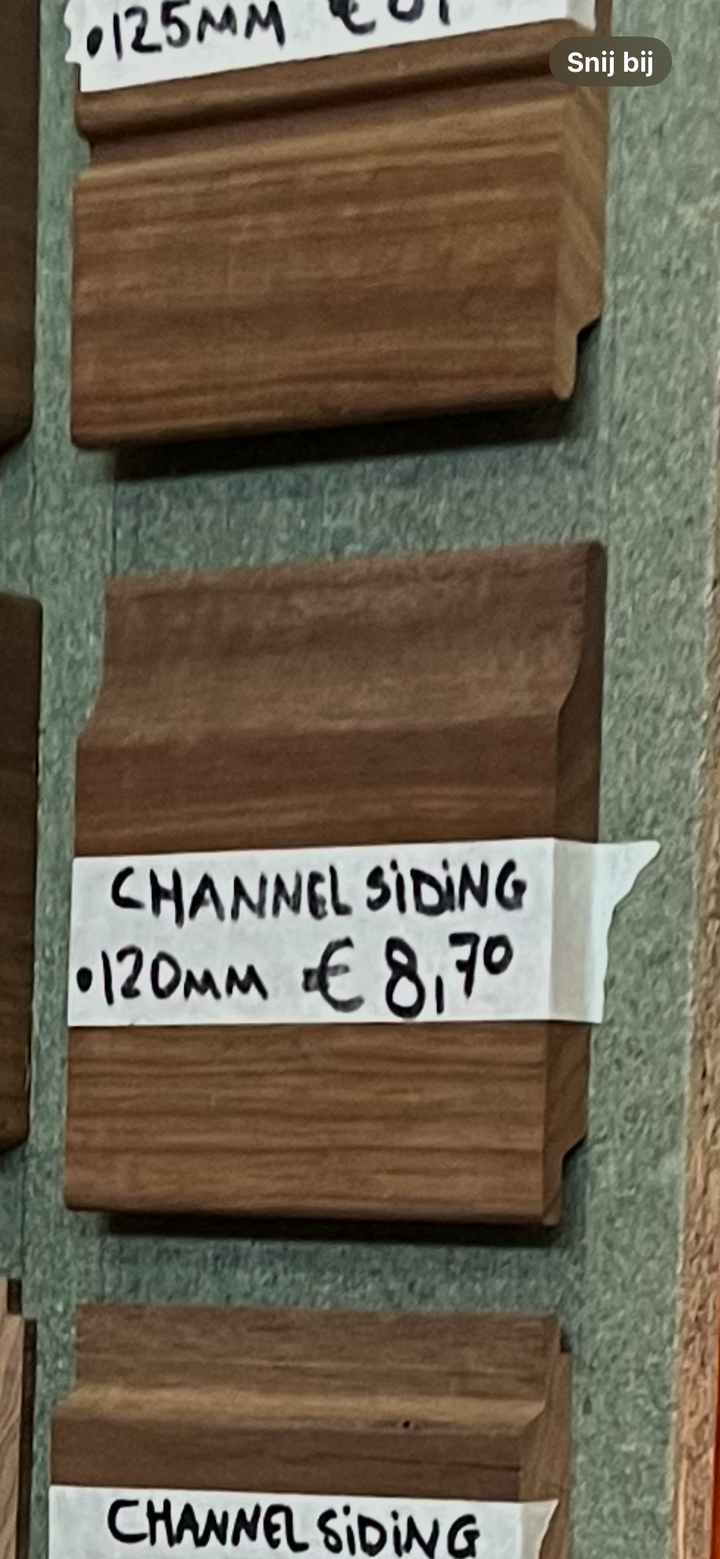 •125MM €
Snij bij
CHANNEL SiDiNG
•120MM € 8,70
CHANNEL SiDiNG